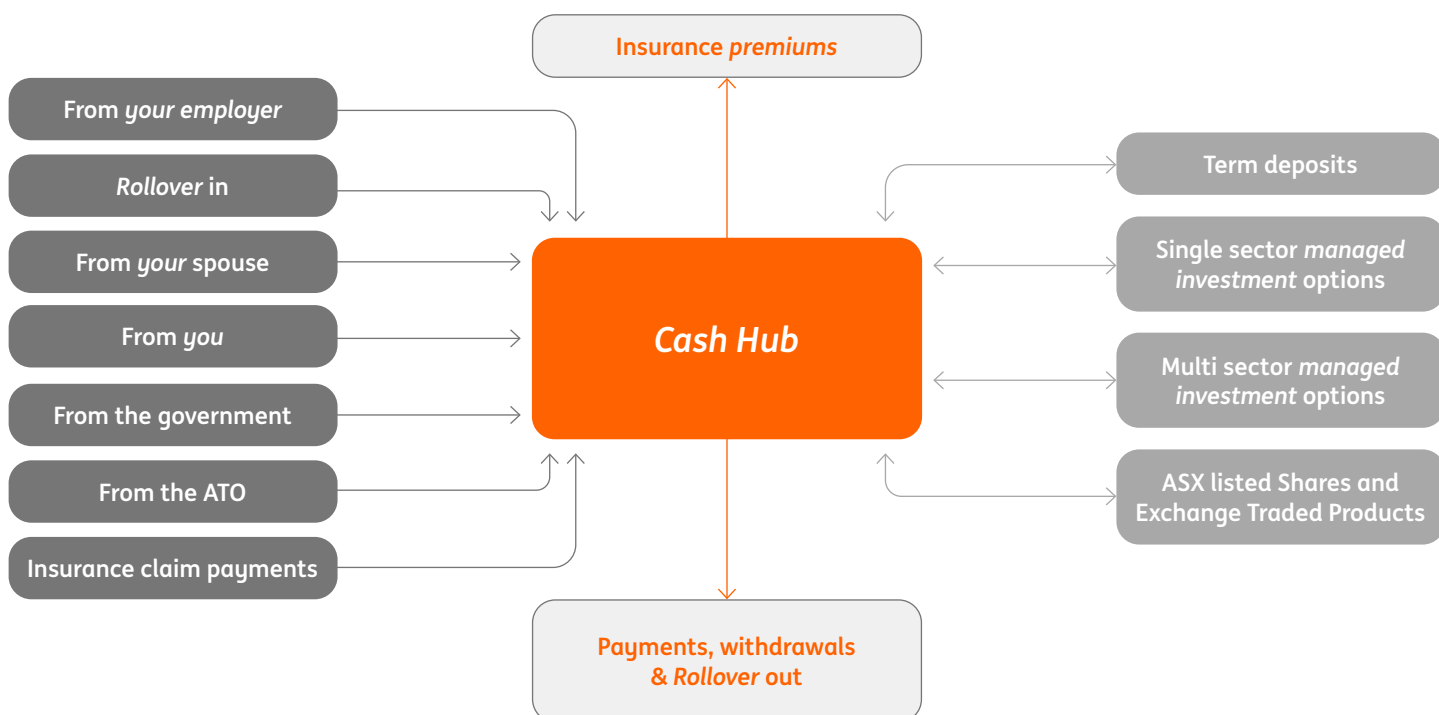 Insurance premiums
From your employer
Rollover in
From your spouse
From you
From the government
From the ATO
Insurance claim payments
Cash Hub
Term deposits
Single sector managed
investment options
Multi sector managed
investment options
ASX listed Shares and
Exchange Traded Products
Payments, withdrawals
& Rollover out